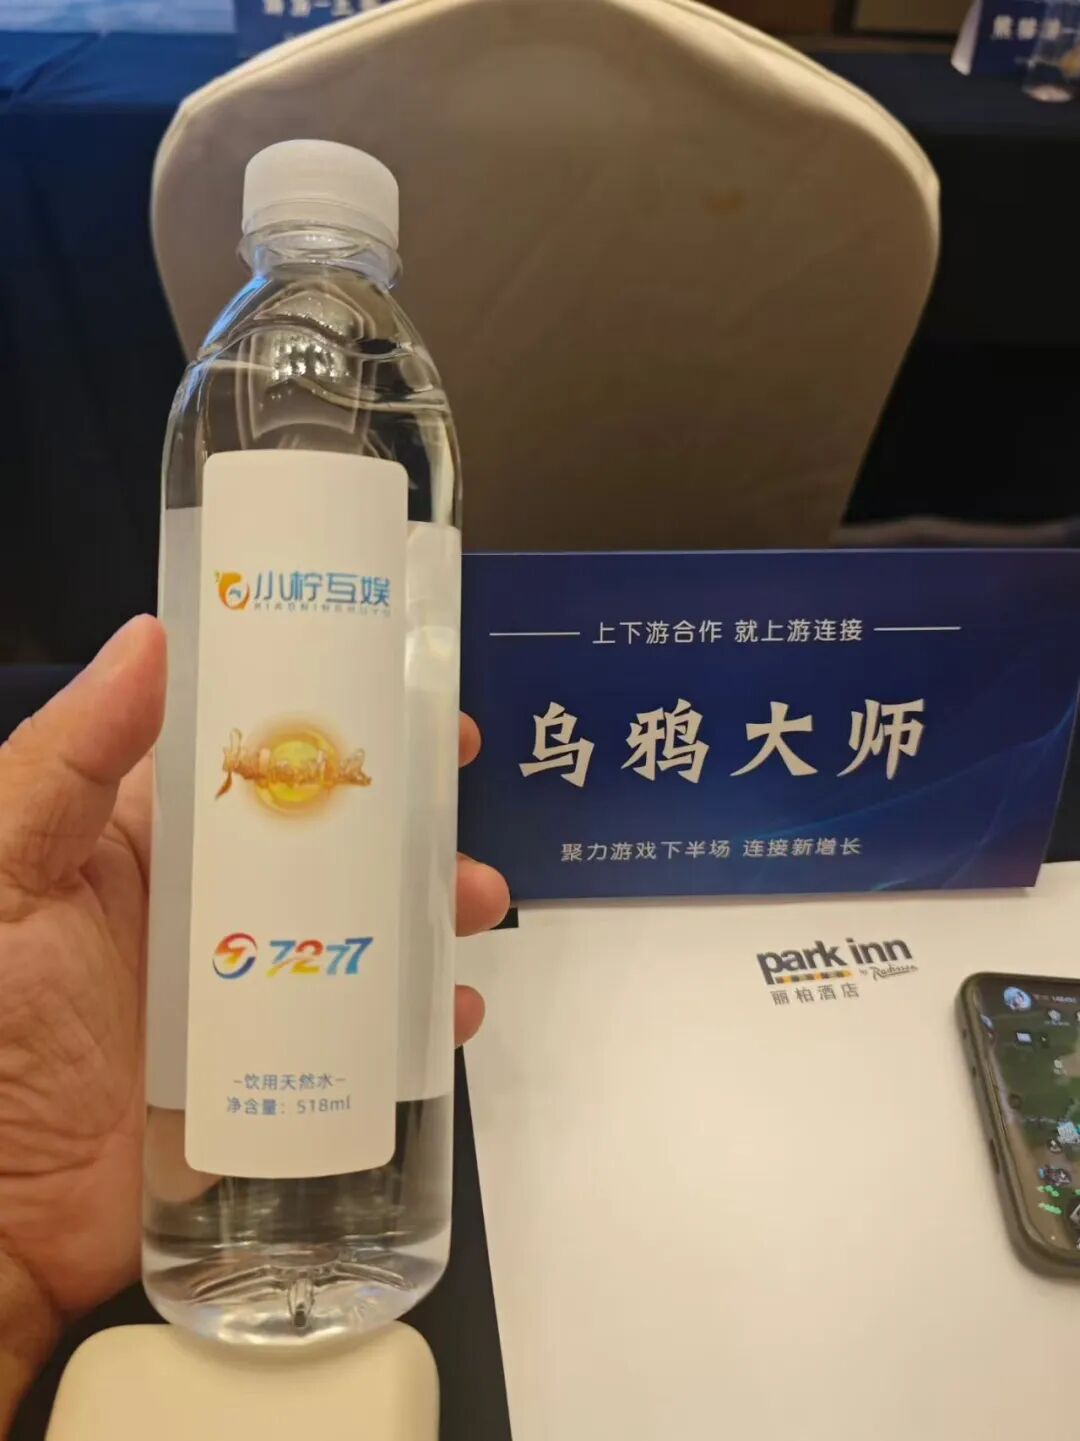 小柠互娱
XIAONINGHUYU
7277
-饮用天然水-
净含量：518ml
上下游合作 就上游连接
乌鸦大师
聚力游戏下半场 连接新增长
park inn
by Radisson
丽柏酒店